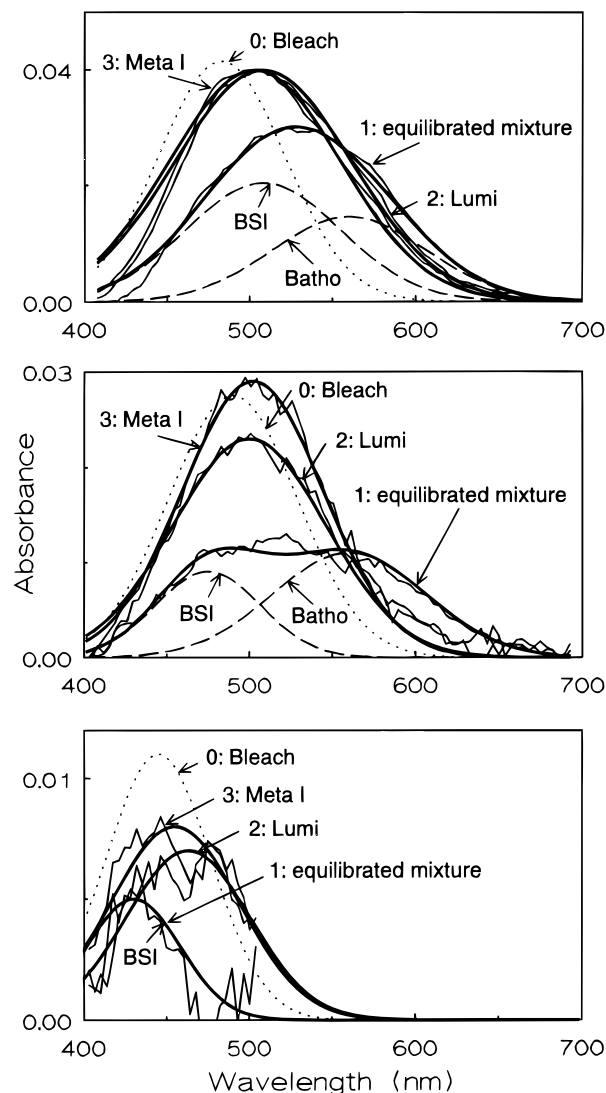 0.04
0: Bleach
3: Meta I
1: equilibrated mixture
2: Lumi
BSI
Batho
0.00
400 500 600 700
0.03
0: Bleach
3: Meta I
2: Lumi
1: equilibrated mixture
BSI
Batho
0.00
400 500 600 700
Absorbance
0: Bleach
0.01
3: Meta I
2: Lumi
1: equilibrated mixture
BSI
0.00
400 500 600 700
Wavelength (nm)